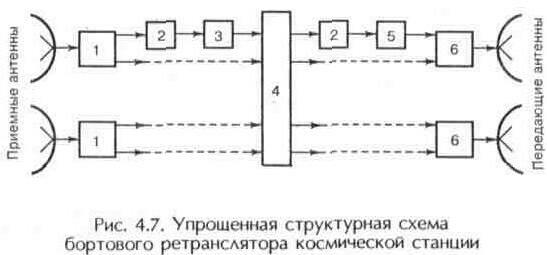 Приемные антенны
1
2
3
4
2
5
6
Передающие антенны
1
6
Рис. 4.7. Упрощенная структурная схема
бортового ретранслятора космической станции